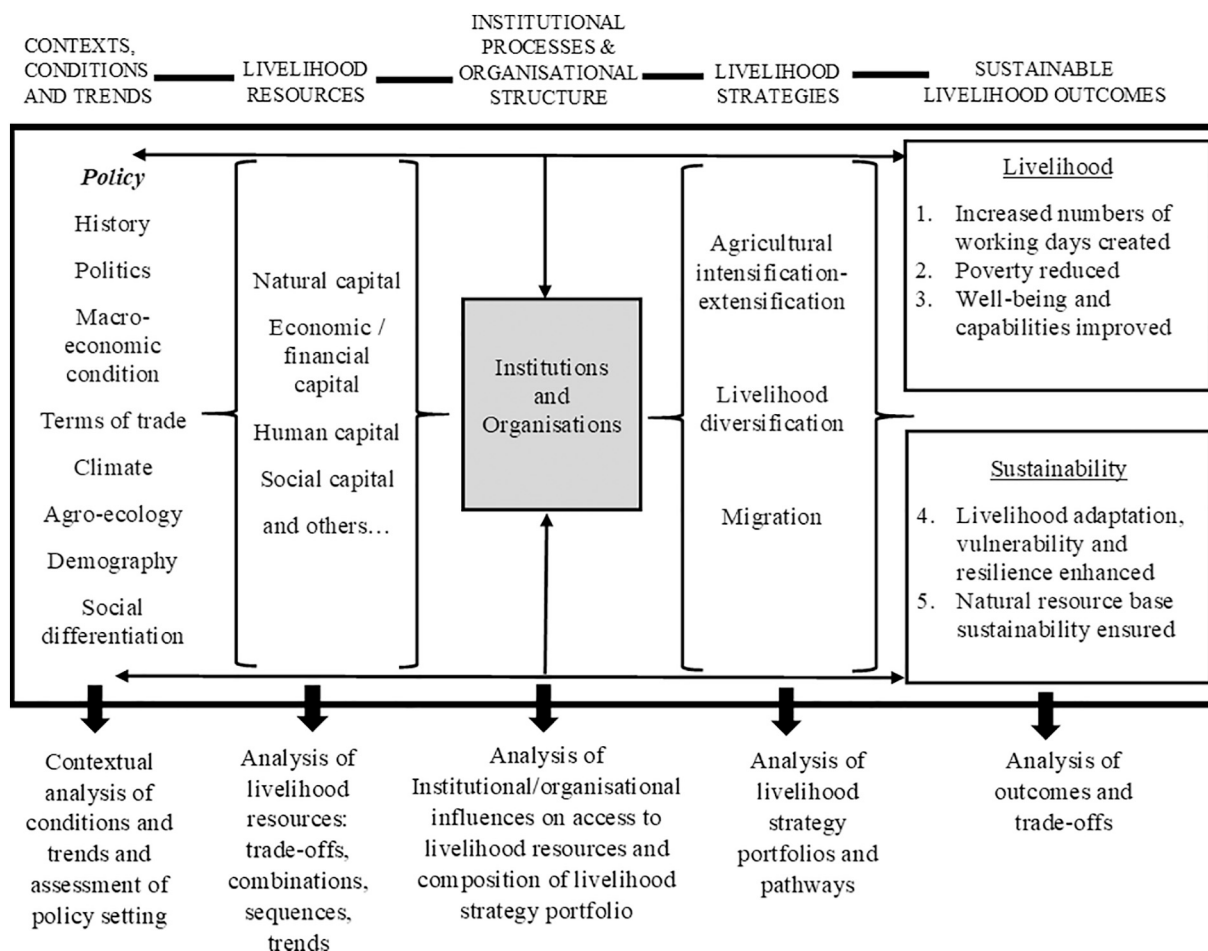 CONTEXTS,
CONDITIONS
AND TRENDS
LIVELIHOOD
RESOURCES
INSTITUTIONAL
PROCESSES &
ORGANISATIONAL
STRUCTURE
LIVELIHOOD
STRATEGIES
SUSTAINABLE
LIVELIHOOD OUTCOMES
Policy
History
Politics
Macro-
economic
condition
Terms of trade
Climate
Agro-ecology
Demography
Social
differentiation
Natural capital
Economic /
financial
capital
Human capital
Social capital
and others…
Institutions
and
Organisations
Agricultural
intensification-
extensification
Livelihood
diversification
Migration
Livelihood
1. Increased numbers of
working days created
2. Poverty reduced
3. Well-being and
capabilities improved
Sustainability
4. Livelihood adaptation,
vulnerability and
resilience enhanced
5. Natural resource base
sustainability ensured
Contextual
analysis of
conditions and
trends and
assessment of
policy setting
Analysis of
livelihood
resources:
trade-offs,
combinations,
sequences,
trends
Analysis of
Institutional/organisational
influences on access to
livelihood resources and
composition of livelihood
strategy portfolio
Analysis of
livelihood
strategy
portfolios and
pathways
Analysis of
outcomes and
trade-offs